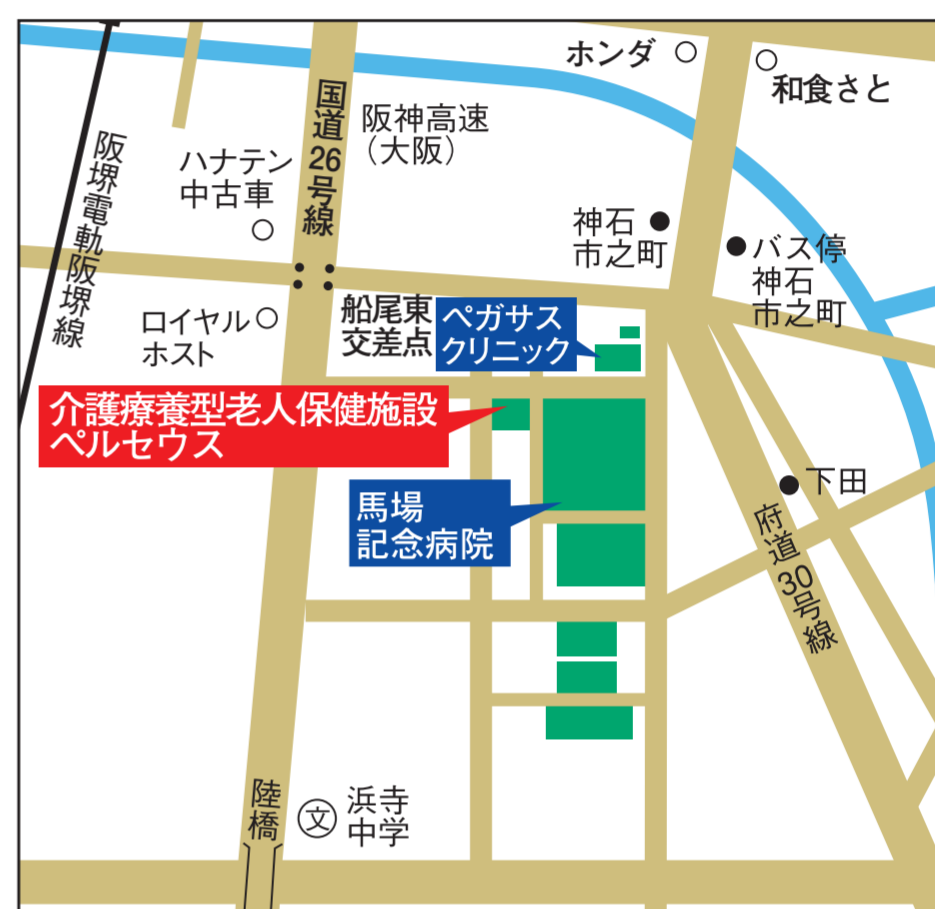 ホンダ
和食さと
国道26号線
阪神高速
（大阪）
阪堺電軌阪堺線
ハナテン
中古車
神石
市之町
バス停
神石
市之町
ロイヤル
ホスト
船尾東
交差点
ペガサス
クリニック
介護療養型老人保健施設
ペルセウス
馬場
記念病院
下田
府道30号線
陸橋
文
浜寺
中学